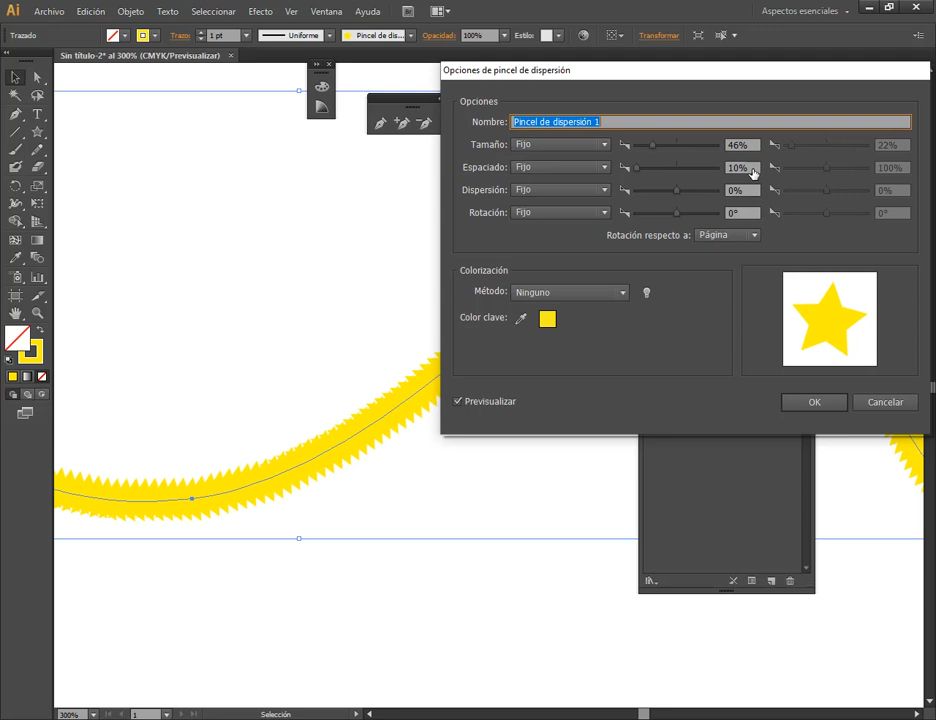 Ai Archivo Edición Objeto Texto Seleccionar Efecto Ver Ventana Ayuda Br Aspectos esenciales
Trazado Trazo: 1 pt Uniforme Pincel de dis... Opacidad: 100% Estilo: Transformar
Sin título-2* al 300% (CMYK/Previsualizar)
Opciones de pincel de dispersión
Opciones
Nombre: Pincel de dispersión 1
Tamaño: Fijo 46% 22%
Espaciado: Fijo 10% 100%
Dispersión: Fijo 0% 0%
Rotación: Fijo 0° 0°
Rotación respecto a: Página
Colorización
Método: Ninguno
Color clave:
Previsualizar
OK Cancelar
300% 1 Selección